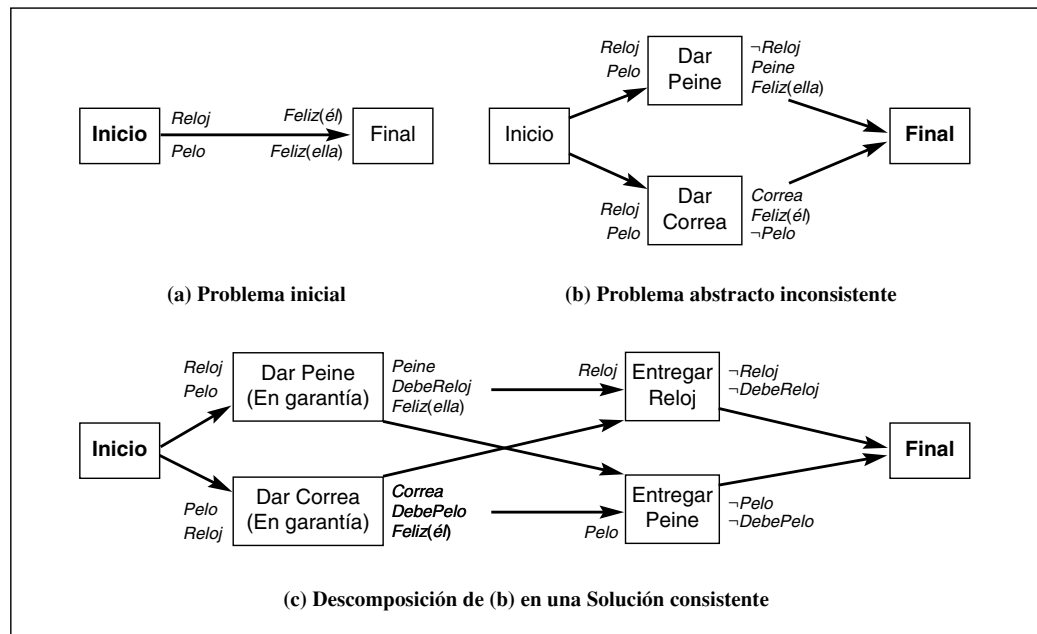 Inicio
Reloj
Pelo
Feliz(él)
Feliz(ella)
Final
(a) Problema inicial
Inicio
Reloj
Pelo
Dar
Peine
¬Reloj
Peine
Feliz(ella)
Reloj
Pelo
Dar
Correa
Correa
Feliz(él)
¬Pelo
Final
(b) Problema abstracto inconsistente
Inicio
Reloj
Pelo
Dar Peine
(En garantía)
Peine
DebeReloj
Feliz(ella)
Reloj
Entregar
Reloj
¬Reloj
¬DebeReloj
Pelo
Reloj
Dar Correa
(En garantía)
Correa
DebePelo
Feliz(él)
Pelo
Entregar
Peine
¬Pelo
¬DebePelo
Final
(c) Descomposición de (b) en una Solución consistente